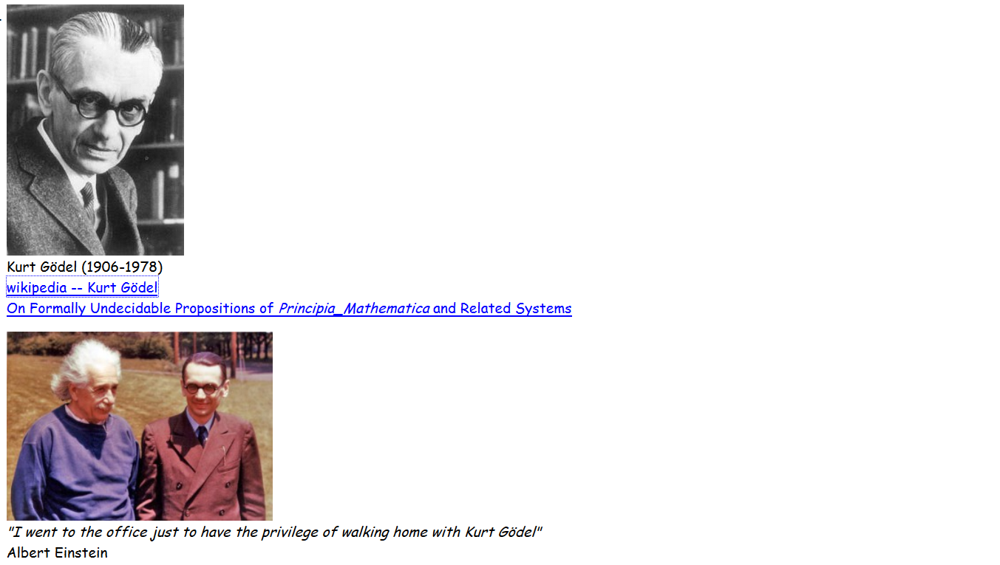 Kurt Gödel (1906-1978)
wikipedia -- Kurt Gödel
On Formally Undecidable Propositions of Principia_Mathematica and Related Systems
"I went to the office just to have the privilege of walking home with Kurt Gödel"
Albert Einstein